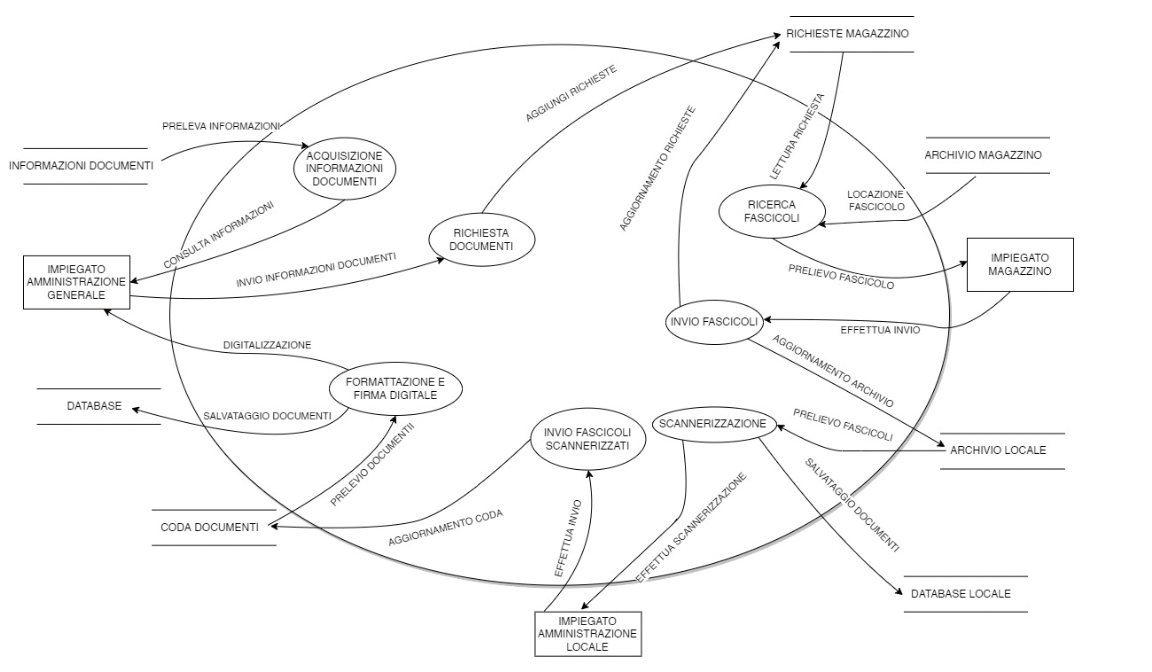 RICHIESTE MAGAZZINO
AGGIUNGI RICHIESTE
PRELEVA INFORMAZIONI
AGGIORNAMENTO RICHIESTE
LETTURA RICHIESTA
INFORMAZIONI DOCUMENTI
ACQUISIZIONE
INFORMAZIONI
DOCUMENTI
ARCHIVIO MAGAZZINO
LOCAZIONE
FASCICOLO
RICERCA
FASCICOLI
CONSULTA INFORMAZIONI
RICHIESTA
DOCUMENTI
IMPIEGATO
AMMINISTRAZIONE
GENERALE
INVIO INFORMAZIONI DOCUMENTI
PRELIEVO FASCICOLO
IMPIEGATO
MAGAZZINO
INVIO FASCICOLI
EFFETTUA INVIO
DIGITALIZZAZIONE
AGGIORNAMENTO ARCHIVIO
FORMATTAZIONE E
FIRMA DIGITALE
DATABASE
SALVATAGGIO DOCUMENTI
INVIO FASCICOLI
SCANNERIZZATI
SCANNERIZZAZIONE
PRELIEVO FASCICOLI
ARCHIVIO LOCALE
PRELEVIO DOCUMENTII
CODA DOCUMENTI
AGGIORNAMENTO CODA
EFFETTUA INVIO
EFFETTUA SCANNERIZZAZIONE
SALVATAGGIO DOCUMENTI
DATABASE LOCALE
IMPIEGATO
AMMINISTRAZIONE
LOCALE